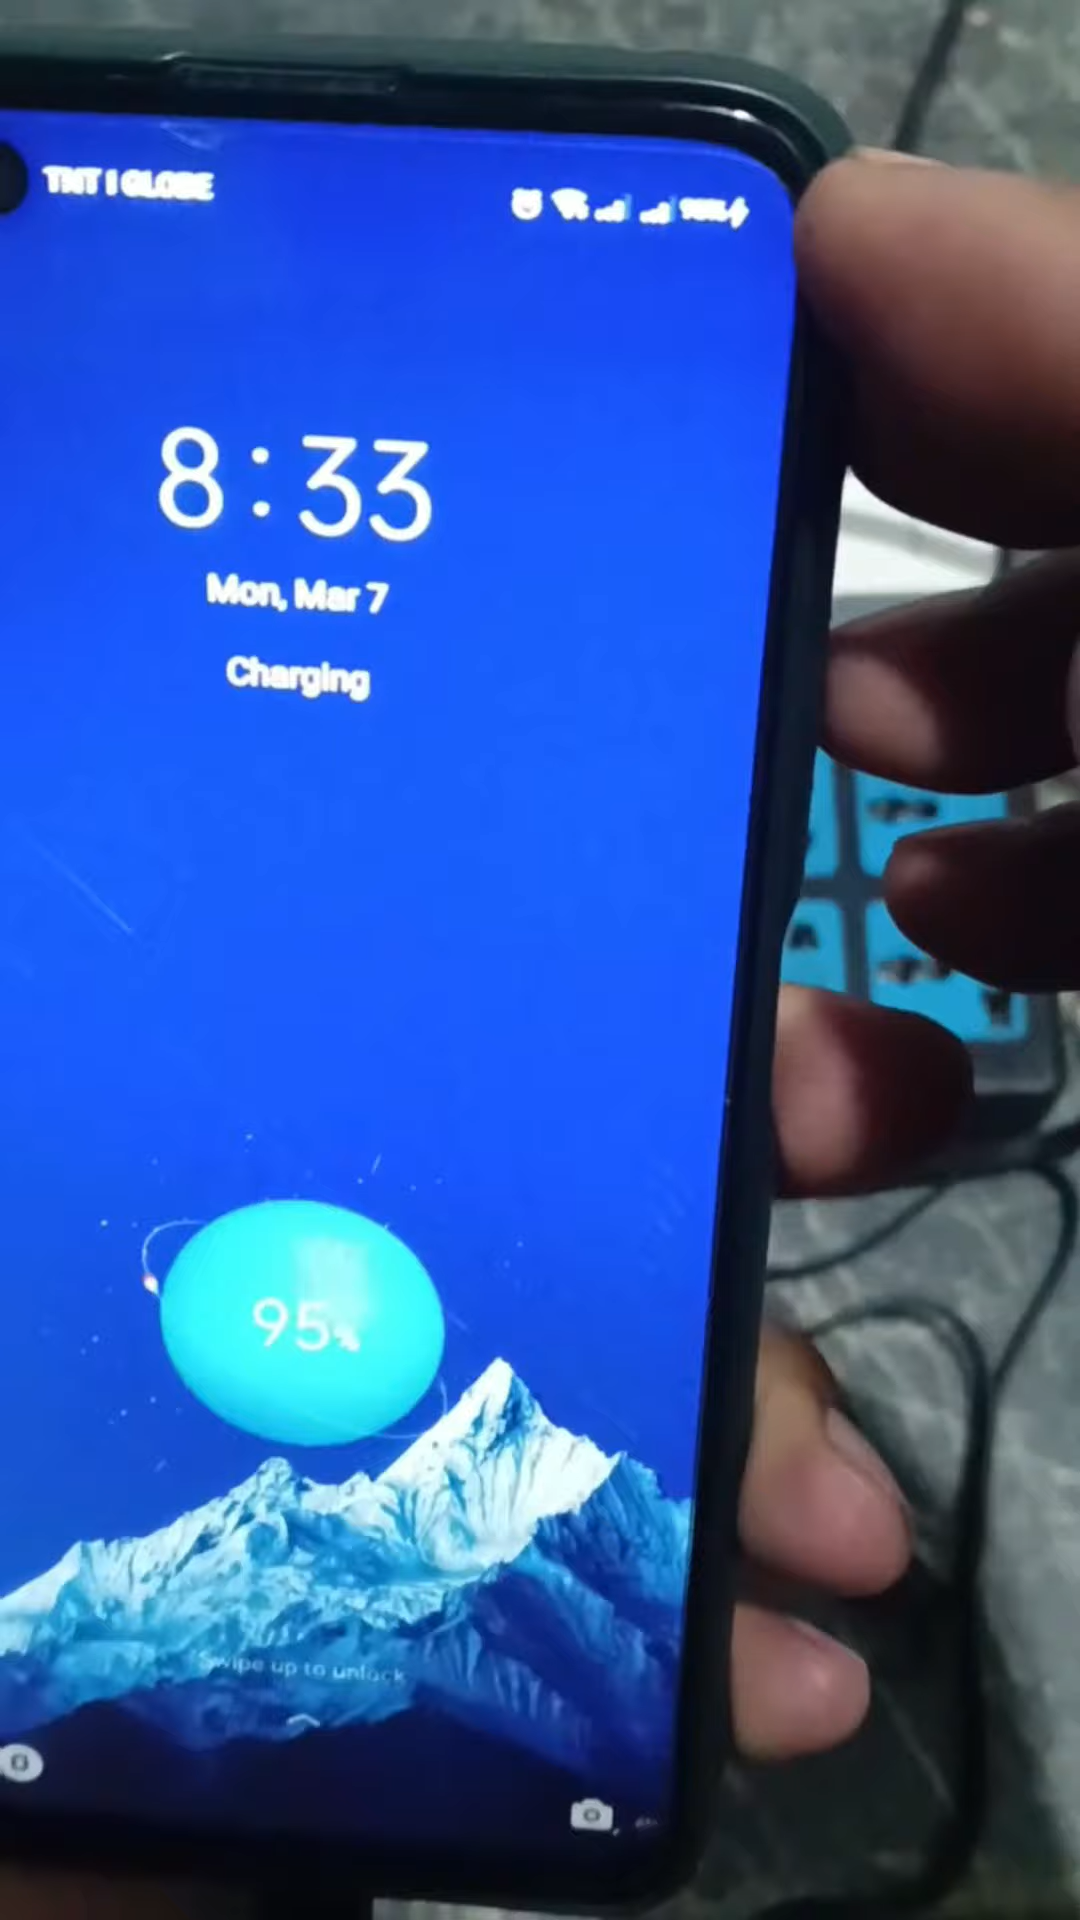 TNT | GLOBE
8:33
Mon, Mar 7
Charging
95%
Swipe up to unlock